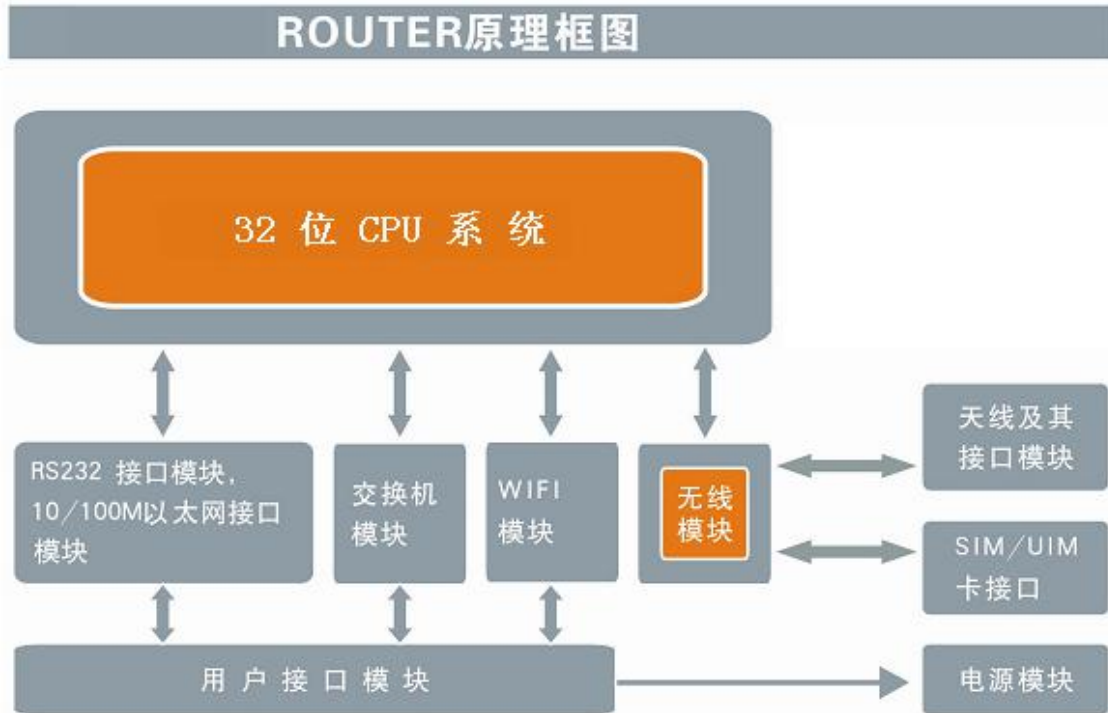 ROUTER原理框图
32 位 CPU 系 统
RS232 接口模块,
10/100M以太网接口
模块
交换机
模块
WIFI
模块
无线
模块
天线及其
接口模块
SIM/UIM
卡接口
用 户 接 口 模 块
电源模块